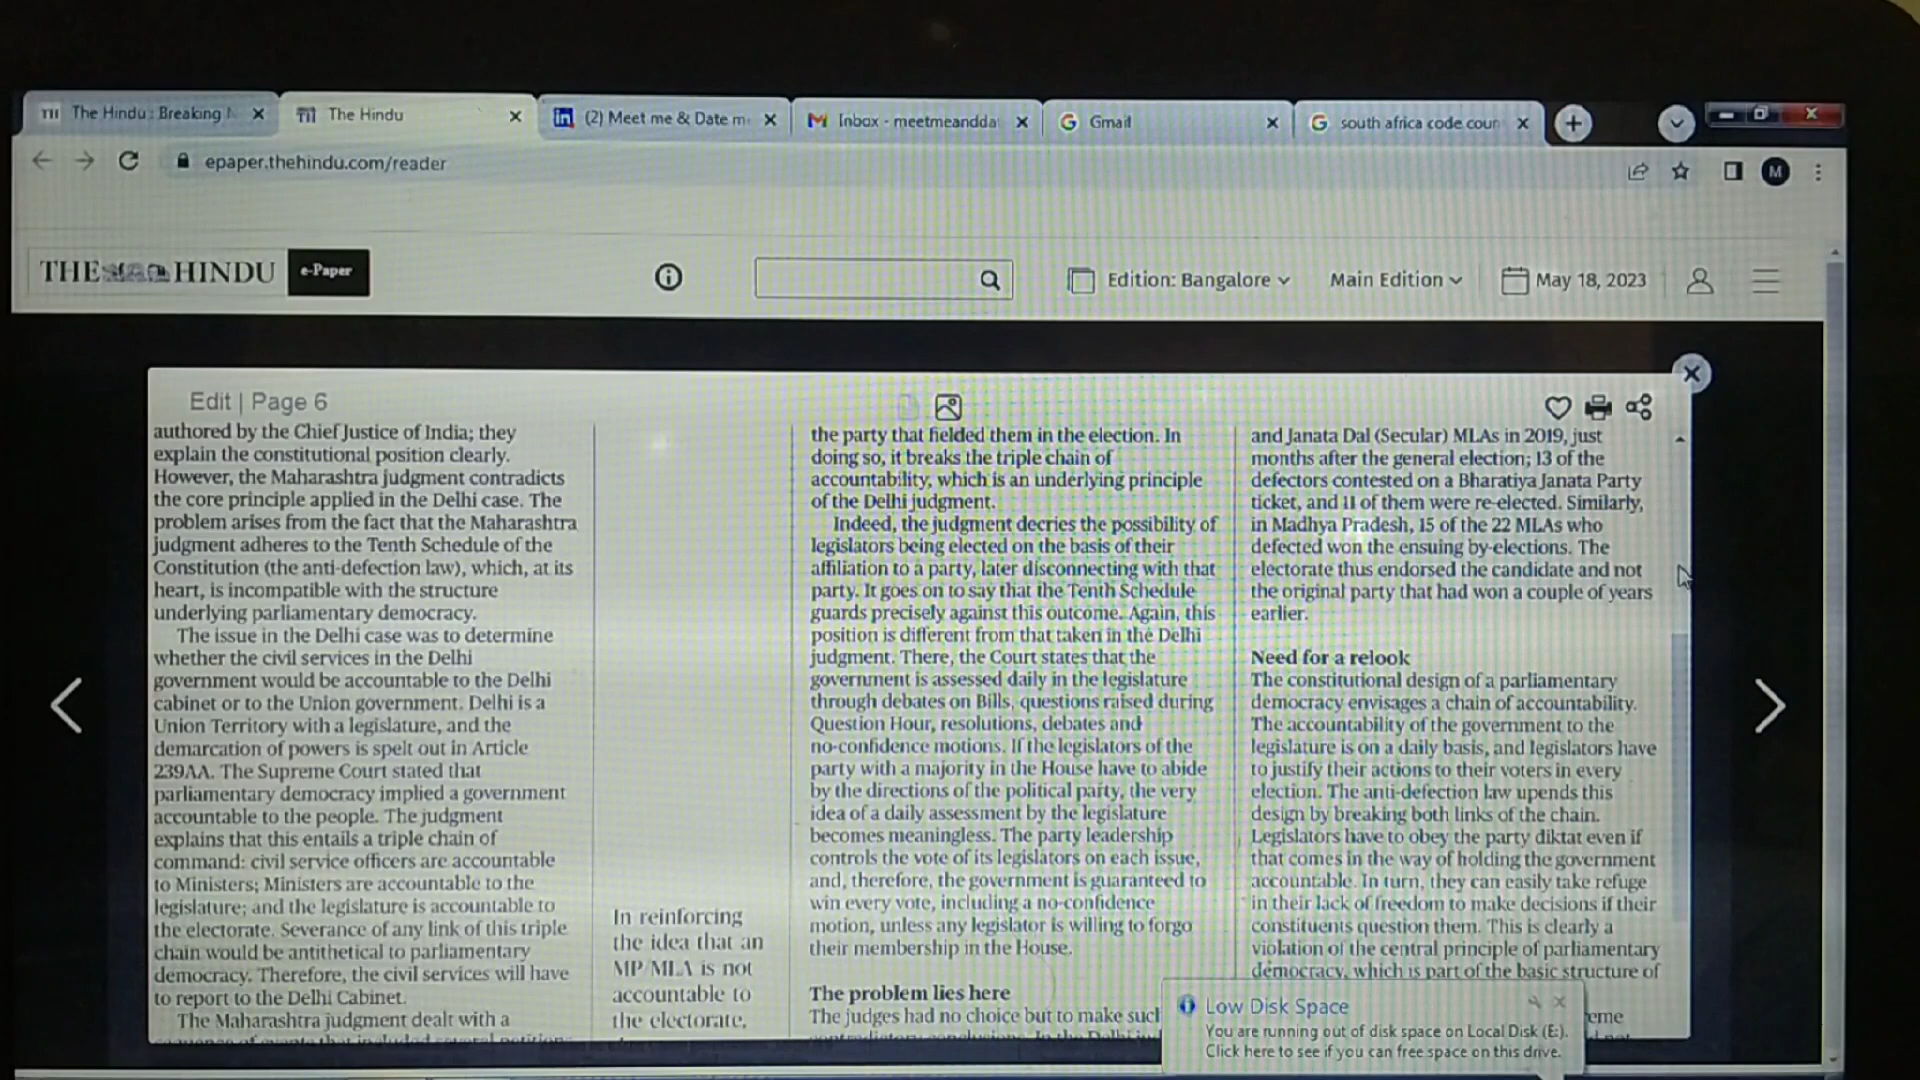 The Hindu : Breaking N
The Hindu
(2) Meet me & Date m
Inbox - meetmeandda
Gmail
south africa code coun
epaper.thehindu.com/reader
M
THE HINDU
e-Paper
Edition: Bangalore
Main Edition
May 18, 2023
Edit | Page 6
authored by the Chief Justice of India; they
explain the constitutional position clearly.
However, the Maharashtra judgment contradicts
the core principle applied in the Delhi case. The
problem arises from the fact that the Maharashtra
judgment adheres to the Tenth Schedule of the
Constitution (the anti-defection law), which, at its
heart, is incompatible with the structure
underlying parliamentary democracy.
The issue in the Delhi case was to determine
whether the civil services in the Delhi
government would be accountable to the Delhi
cabinet or to the Union government. Delhi is a
Union Territory with a legislature, and the
demarcation of powers is spelt out in Article
239AA. The Supreme Court stated that
parliamentary democracy implied a government
accountable to the people. The judgment
explains that this entails a triple chain of
command: civil service officers are accountable
to Ministers; Ministers are accountable to the
legislature; and the legislature is accountable to
the electorate. Severance of any link of this triple
chain would be antithetical to parliamentary
democracy. Therefore, the civil services will have
to report to the Delhi Cabinet.
The Maharashtra judgment dealt with a
In reinforcing
the idea that an
MP/MLA is not
accountable to
the electorate,
the party that fielded them in the election. In
doing so, it breaks the triple chain of
accountability, which is an underlying principle
of the Delhi judgment.
Indeed, the judgment decries the possibility of
legislators being elected on the basis of their
affiliation to a party, later disconnecting with that
party. It goes on to say that the Tenth Schedule
guards precisely against this outcome. Again, this
position is different from that taken in the Delhi
judgment. There, the Court states that the
government is assessed daily in the legislature
through debates on Bills, questions raised during
Question Hour, resolutions, debates and
no-confidence motions. If the legislators of the
party with a majority in the House have to abide
by the directions of the political party, the very
idea of a daily assessment by the legislature
becomes meaningless. The party leadership
controls the vote of its legislators on each issue,
and, therefore, the government is guaranteed to
win every vote, including a no-confidence
motion, unless any legislator is willing to forgo
their membership in the House.
The problem lies here
The judges had no choice but to make sucl
and Janata Dal (Secular) MLAs in 2019, just
months after the general election; 13 of the
defectors contested on a Bharatiya Janata Party
ticket, and 11 of them were re-elected. Similarly,
in Madhya Pradesh, 15 of the 22 MLAs who
defected won the ensuing by-elections. The
electorate thus endorsed the candidate and not
the original party that had won a couple of years
earlier.
Need for a relook
The constitutional design of a parliamentary
democracy envisages a chain of accountability.
The accountability of the government to the
legislature is on a daily basis, and legislators have
to justify their actions to their voters in every
election. The anti-defection law upends this
design by breaking both links of the chain.
Legislators have to obey the party diktat even if
that comes in the way of holding the government
accountable. In turn, they can easily take refuge
in their lack of freedom to make decisions if their
constituents question them. This is clearly a
violation of the central principle of parliamentary
democracy, which is part of the basic structure of
eme
Low Disk Space
You are running out of disk space on Local Disk (E:).
Click here to see if you can free space on this drive.